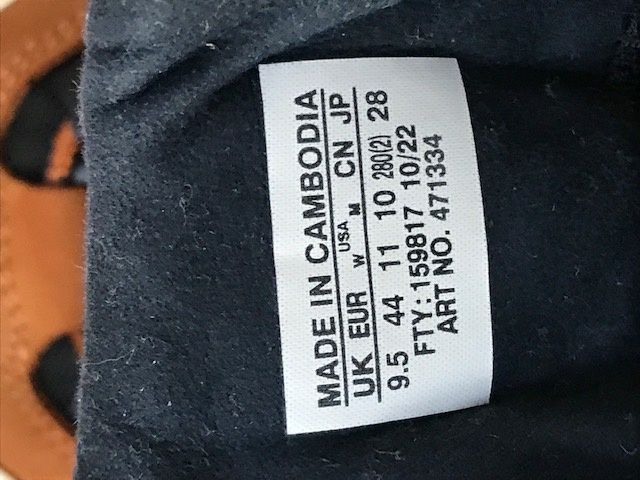 MADE IN CAMBODIA
UK EUR W USA M CN JP
9.5 44 11 10 280(2) 28
FTY: 159817 10/22
ART NO. 471334